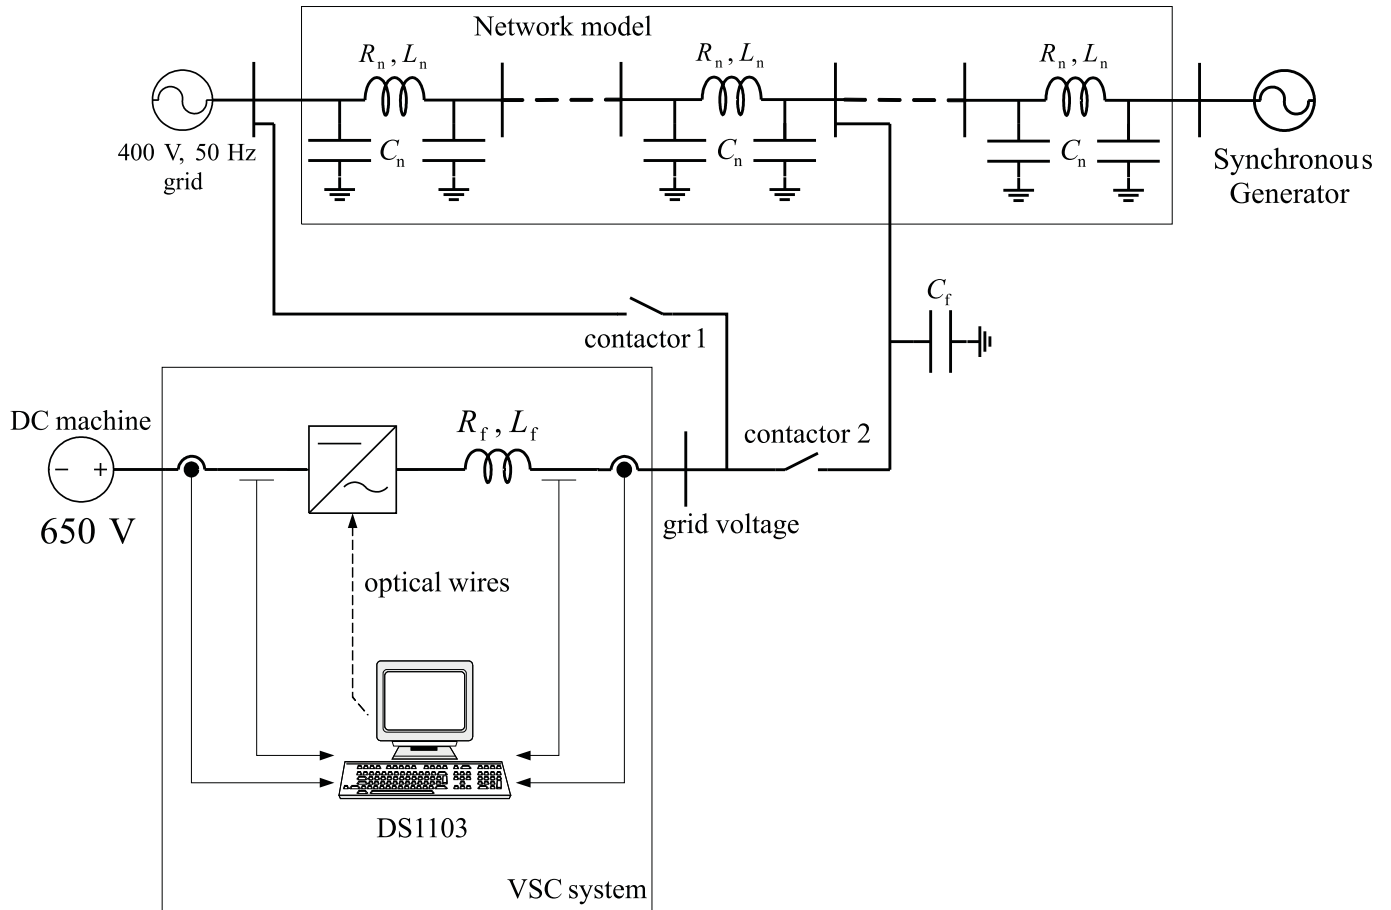 Network model
Rn , Ln
Rn , Ln
Rn , Ln
Cn
Cn
Cn
400 V, 50 Hz
grid
Synchronous
Generator
Cf
contactor 1
DC machine
− +
650 V
Rf , Lf
contactor 2
grid voltage
optical wires
DS1103
VSC system